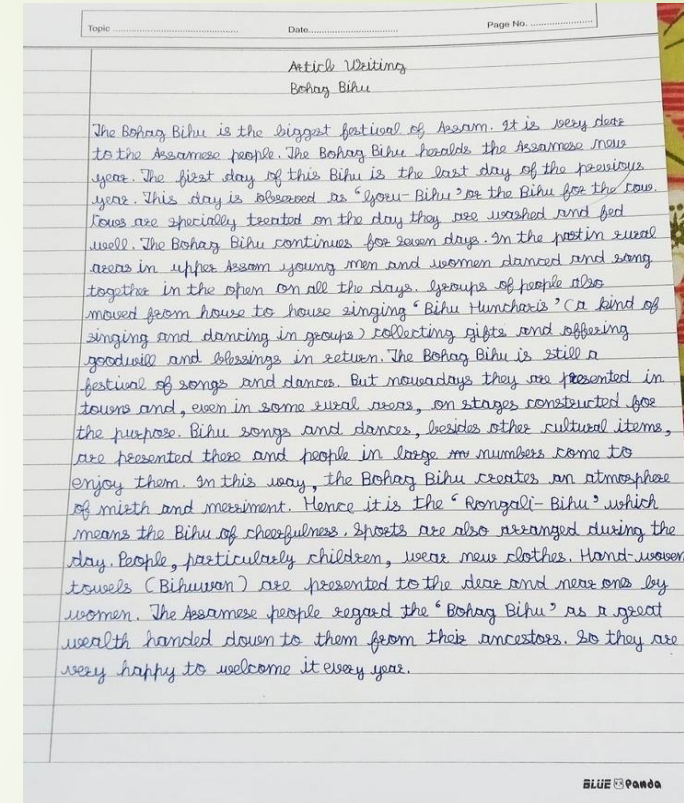 Topic ........ Date........ Page No. ........
Article Writing
Bohag Bihu
The Bohag Bihu is the biggest festival of Assam. It is very dear
to the Assamese people. The Bohag Bihu heralds the Assamese new
year. The first day of this Bihu is the last day of the previous
year. This day is observed as "Goru-Bihu" or the Bihu for the cow.
Cows are specially treated on the day they are washed and fed
well. The Bohag Bihu continues for seven days. In the past in rural
areas in upper Assam young men and women danced and sang
together in the open on all the days. Groups of people also
moved from house to house singing 'Bihu Huncharis' (a kind of
singing and dancing in groups) collecting gifts and offering
goodwill and blessings in return. The Bohag Bihu is still a
festival of songs and dances. But nowadays they are presented in
towns and, even in some rural areas, on stages constructed for
the purpose. Bihu songs and dances, besides other cultural items,
are presented there and people in large numbers come to
enjoy them. In this way, the Bohag Bihu creates an atmosphere
of mirth and merriment. Hence it is the 'Rongali-Bihu' which
means the Bihu of cheerfulness. Sports are also arranged during the
day. People, particularly children, wear new clothes. Hand-woven
towels (Bihuwan) are presented to the dear and near ones by
women. The Assamese people regard the 'Bohag Bihu' as a great
wealth handed down to them from their ancestors. So they are
very happy to welcome it every year.
BLUE Panda